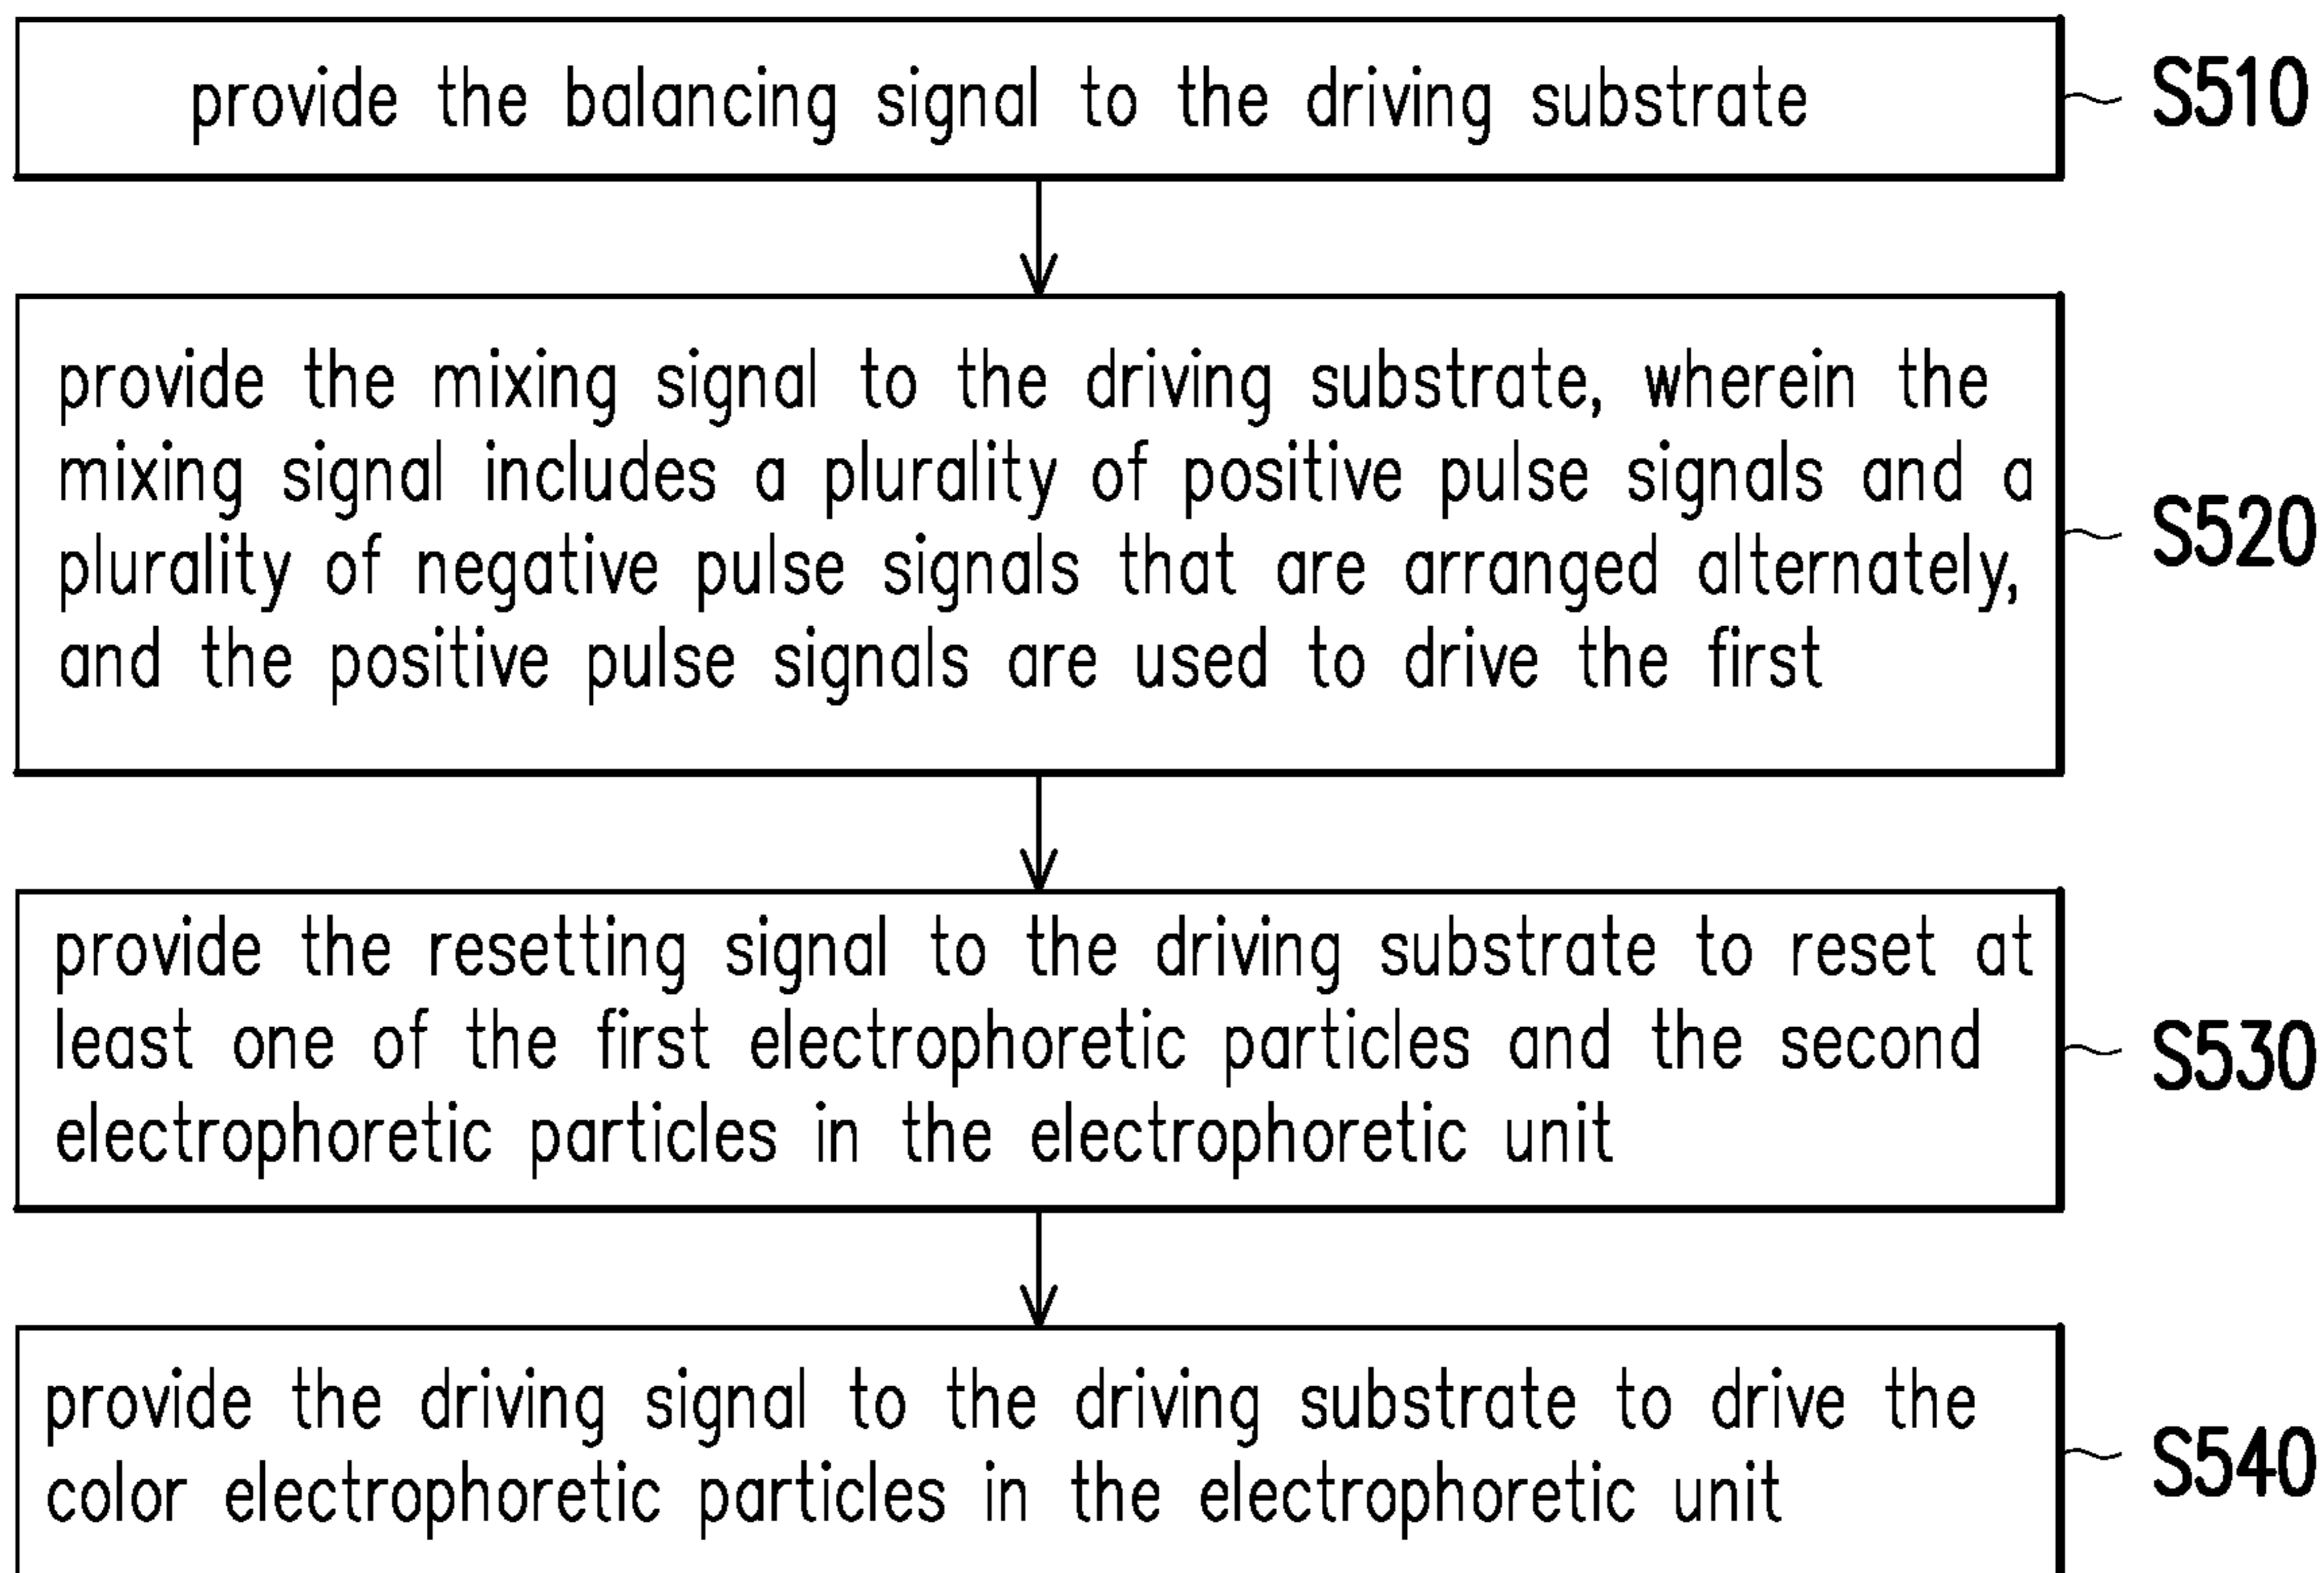 provide the balancing signal to the driving substrate
S510
provide the mixing signal to the driving substrate, wherein the
mixing signal includes a plurality of positive pulse signals and a
plurality of negative pulse signals that are arranged alternately,
and the positive pulse signals are used to drive the first
S520
provide the resetting signal to the driving substrate to reset at
least one of the first electrophoretic particles and the second
electrophoretic particles in the electrophoretic unit
S530
provide the driving signal to the driving substrate to drive the
color electrophoretic particles in the electrophoretic unit
S540